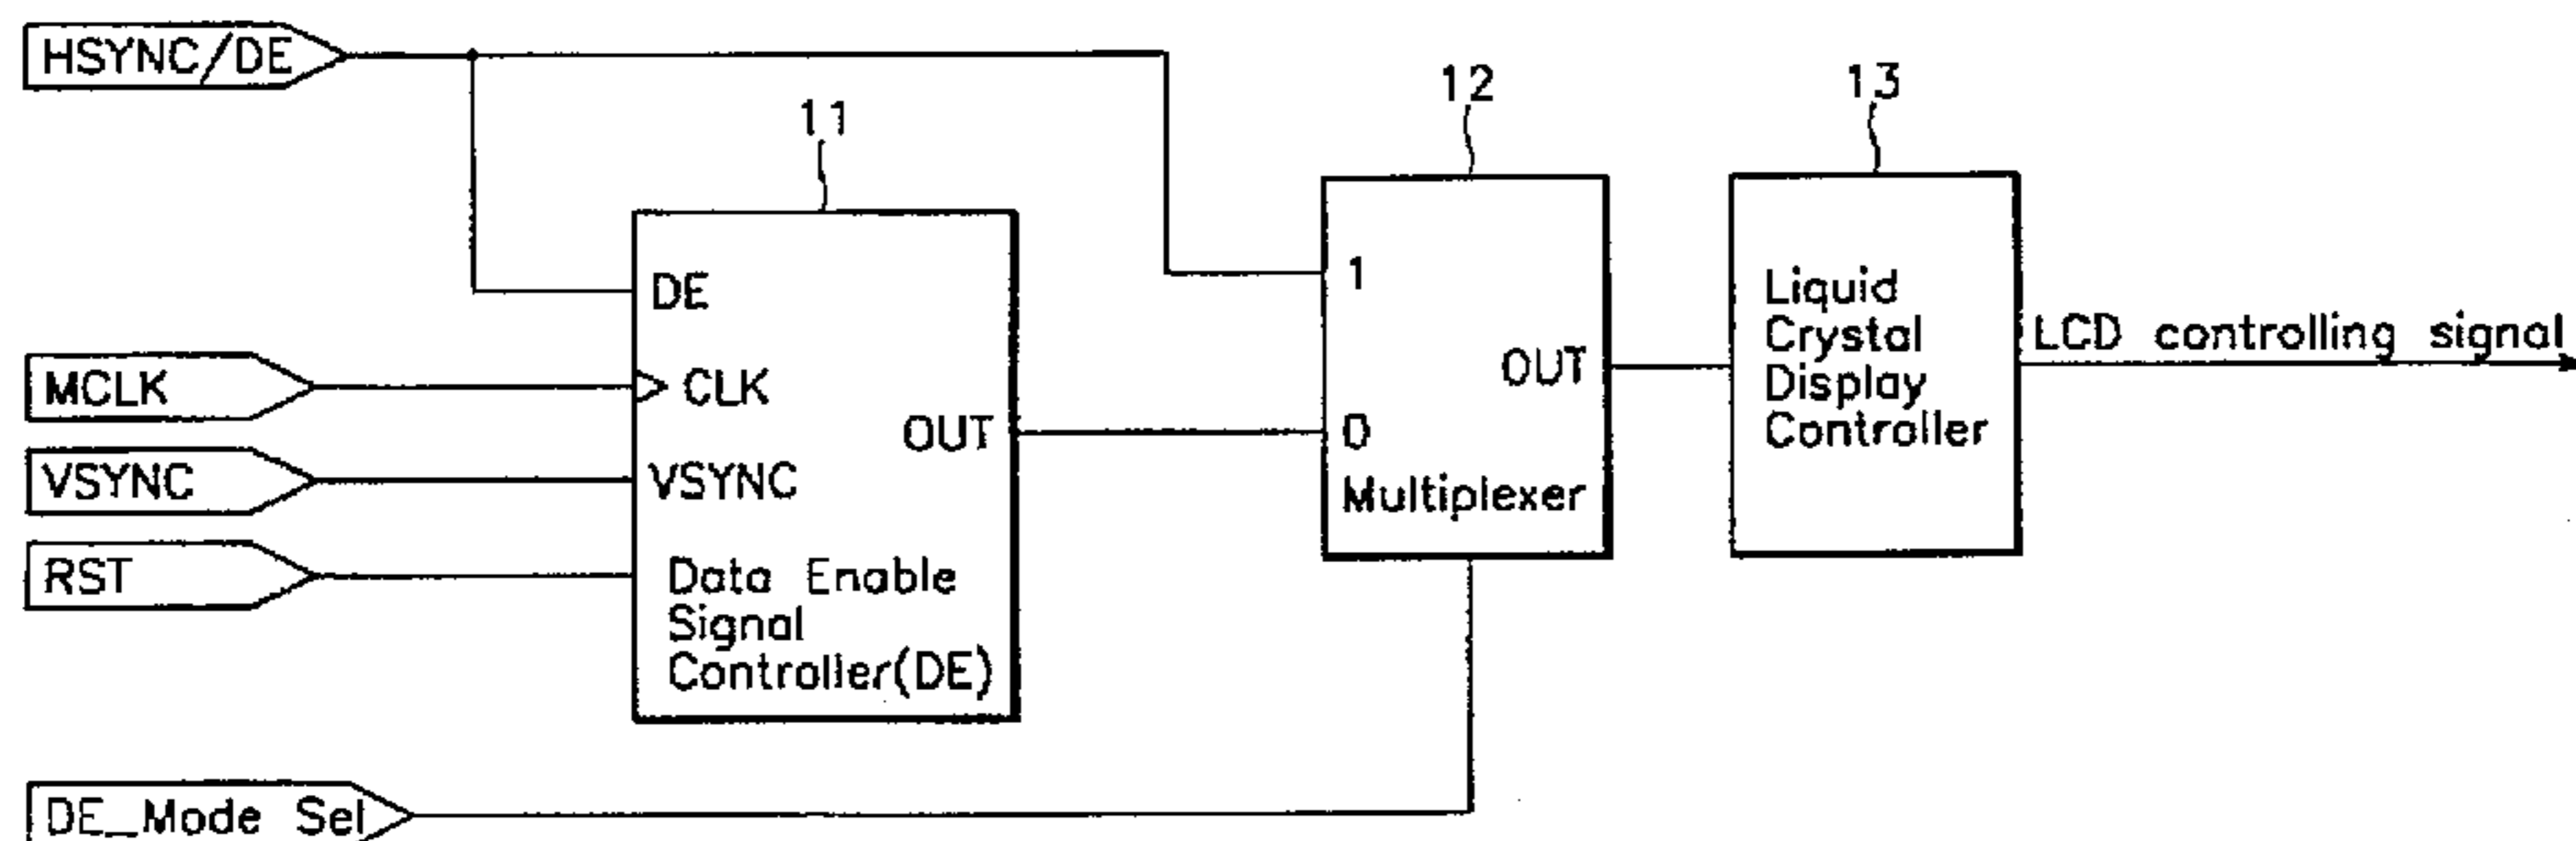 HSYNC/DE
11
12
13
DE
1
Liquid
Crystal
Display
Controller
LCD controlling signal
MCLK
CLK
OUT
OUT
0
VSYNC
VSYNC
Multiplexer
RST
Data Enable
Signal
Controller(DE)
DE_Mode Sel